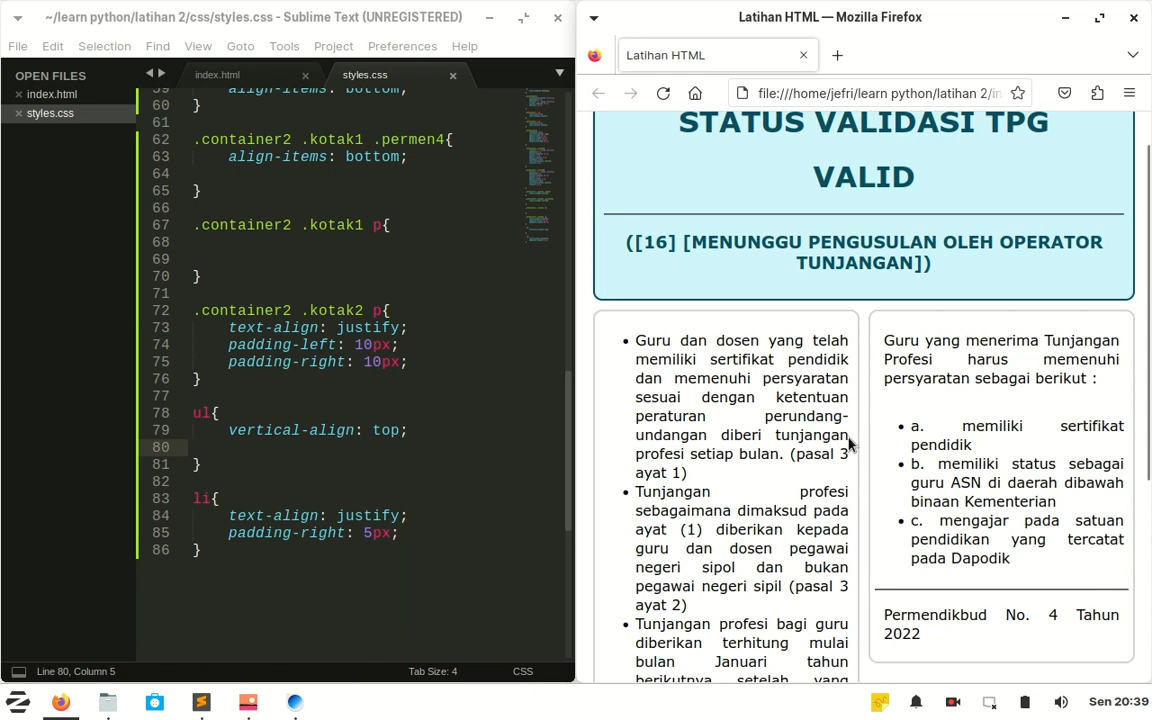 ~/learn python/latihan 2/css/styles.css - Sublime Text (UNREGISTERED)
File Edit Selection Find View Goto Tools Project Preferences Help
OPEN FILES
index.html
styles.css
index.html
styles.css
59 align-items: bottom;
60 }
61
62 .container2 .kotak1 .permen4{
63 align-items: bottom;
64
65 }
66
67 .container2 .kotak1 p{
68
69
70 }
71
72 .container2 .kotak2 p{
73 text-align: justify;
74 padding-left: 10px;
75 padding-right: 10px;
76 }
77
78 ul{
79 vertical-align: top;
80
81 }
82
83 li{
84 text-align: justify;
85 padding-right: 5px;
86 }
Line 80, Column 5
Tab Size: 4
CSS
Latihan HTML — Mozilla Firefox
Latihan HTML
file:///home/jefri/learn python/latihan 2/in
STATUS VALIDASI TPG
VALID
([16] [MENUNGGU PENGUSULAN OLEH OPERATOR
TUNJANGAN])
• Guru dan dosen yang telah
memiliki sertifikat pendidik
dan memenuhi persyaratan
sesuai dengan ketentuan
peraturan perundang-
undangan diberi tunjangan
profesi setiap bulan. (pasal 3
ayat 1)
• Tunjangan profesi
sebagaimana dimaksud pada
ayat (1) diberikan kepada
guru dan dosen pegawai
negeri sipol dan bukan
pegawai negeri sipil (pasal 3
ayat 2)
• Tunjangan profesi bagi guru
diberikan terhitung mulai
bulan Januari tahun
berikutnya setelah yang
Guru yang menerima Tunjangan
Profesi harus memenuhi
persyaratan sebagai berikut :
• a. memiliki sertifikat
pendidik
• b. memiliki status sebagai
guru ASN di daerah dibawah
binaan Kementerian
• c. mengajar pada satuan
pendidikan yang tercatat
pada Dapodik
Permendikbud No. 4 Tahun
2022
Sen 20:39